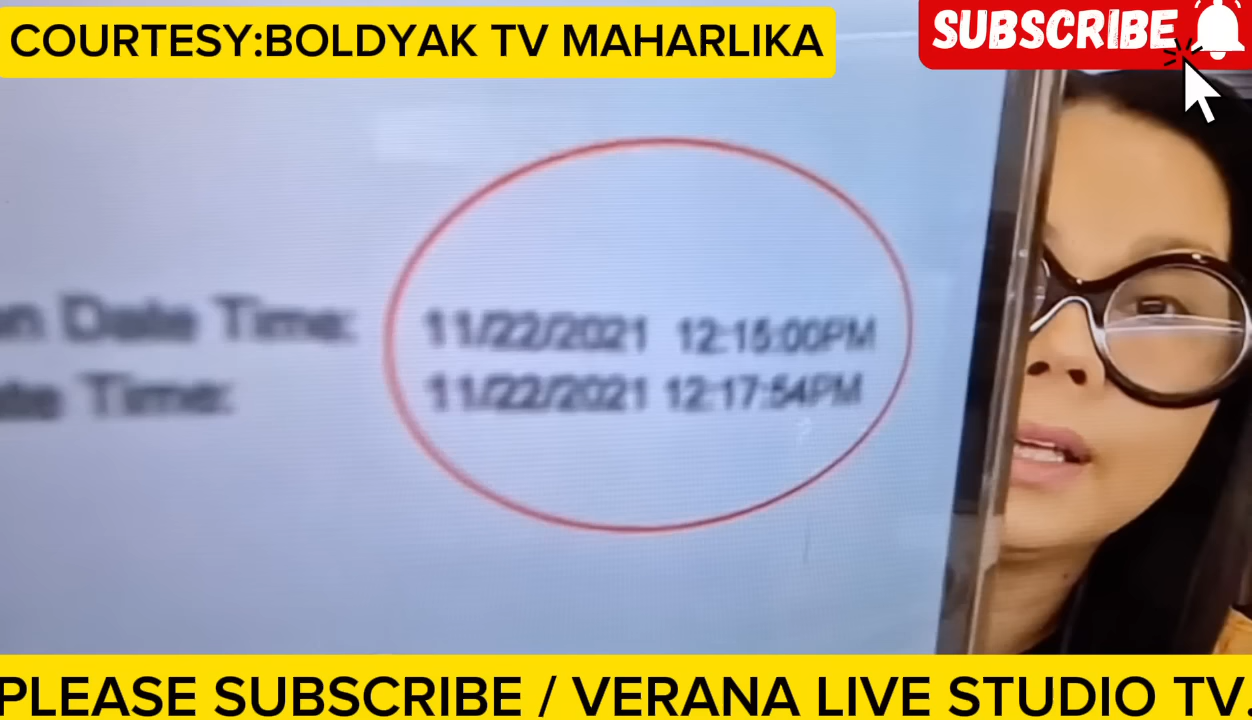 COURTESY:BOLDYAK TV MAHARLIKA
SUBSCRIBE
Date Time: 11/22/2021 12:15:00PM
Time: 11/22/2021 12:17:54PM
PLEASE SUBSCRIBE / VERANA LIVE STUDIO TV.